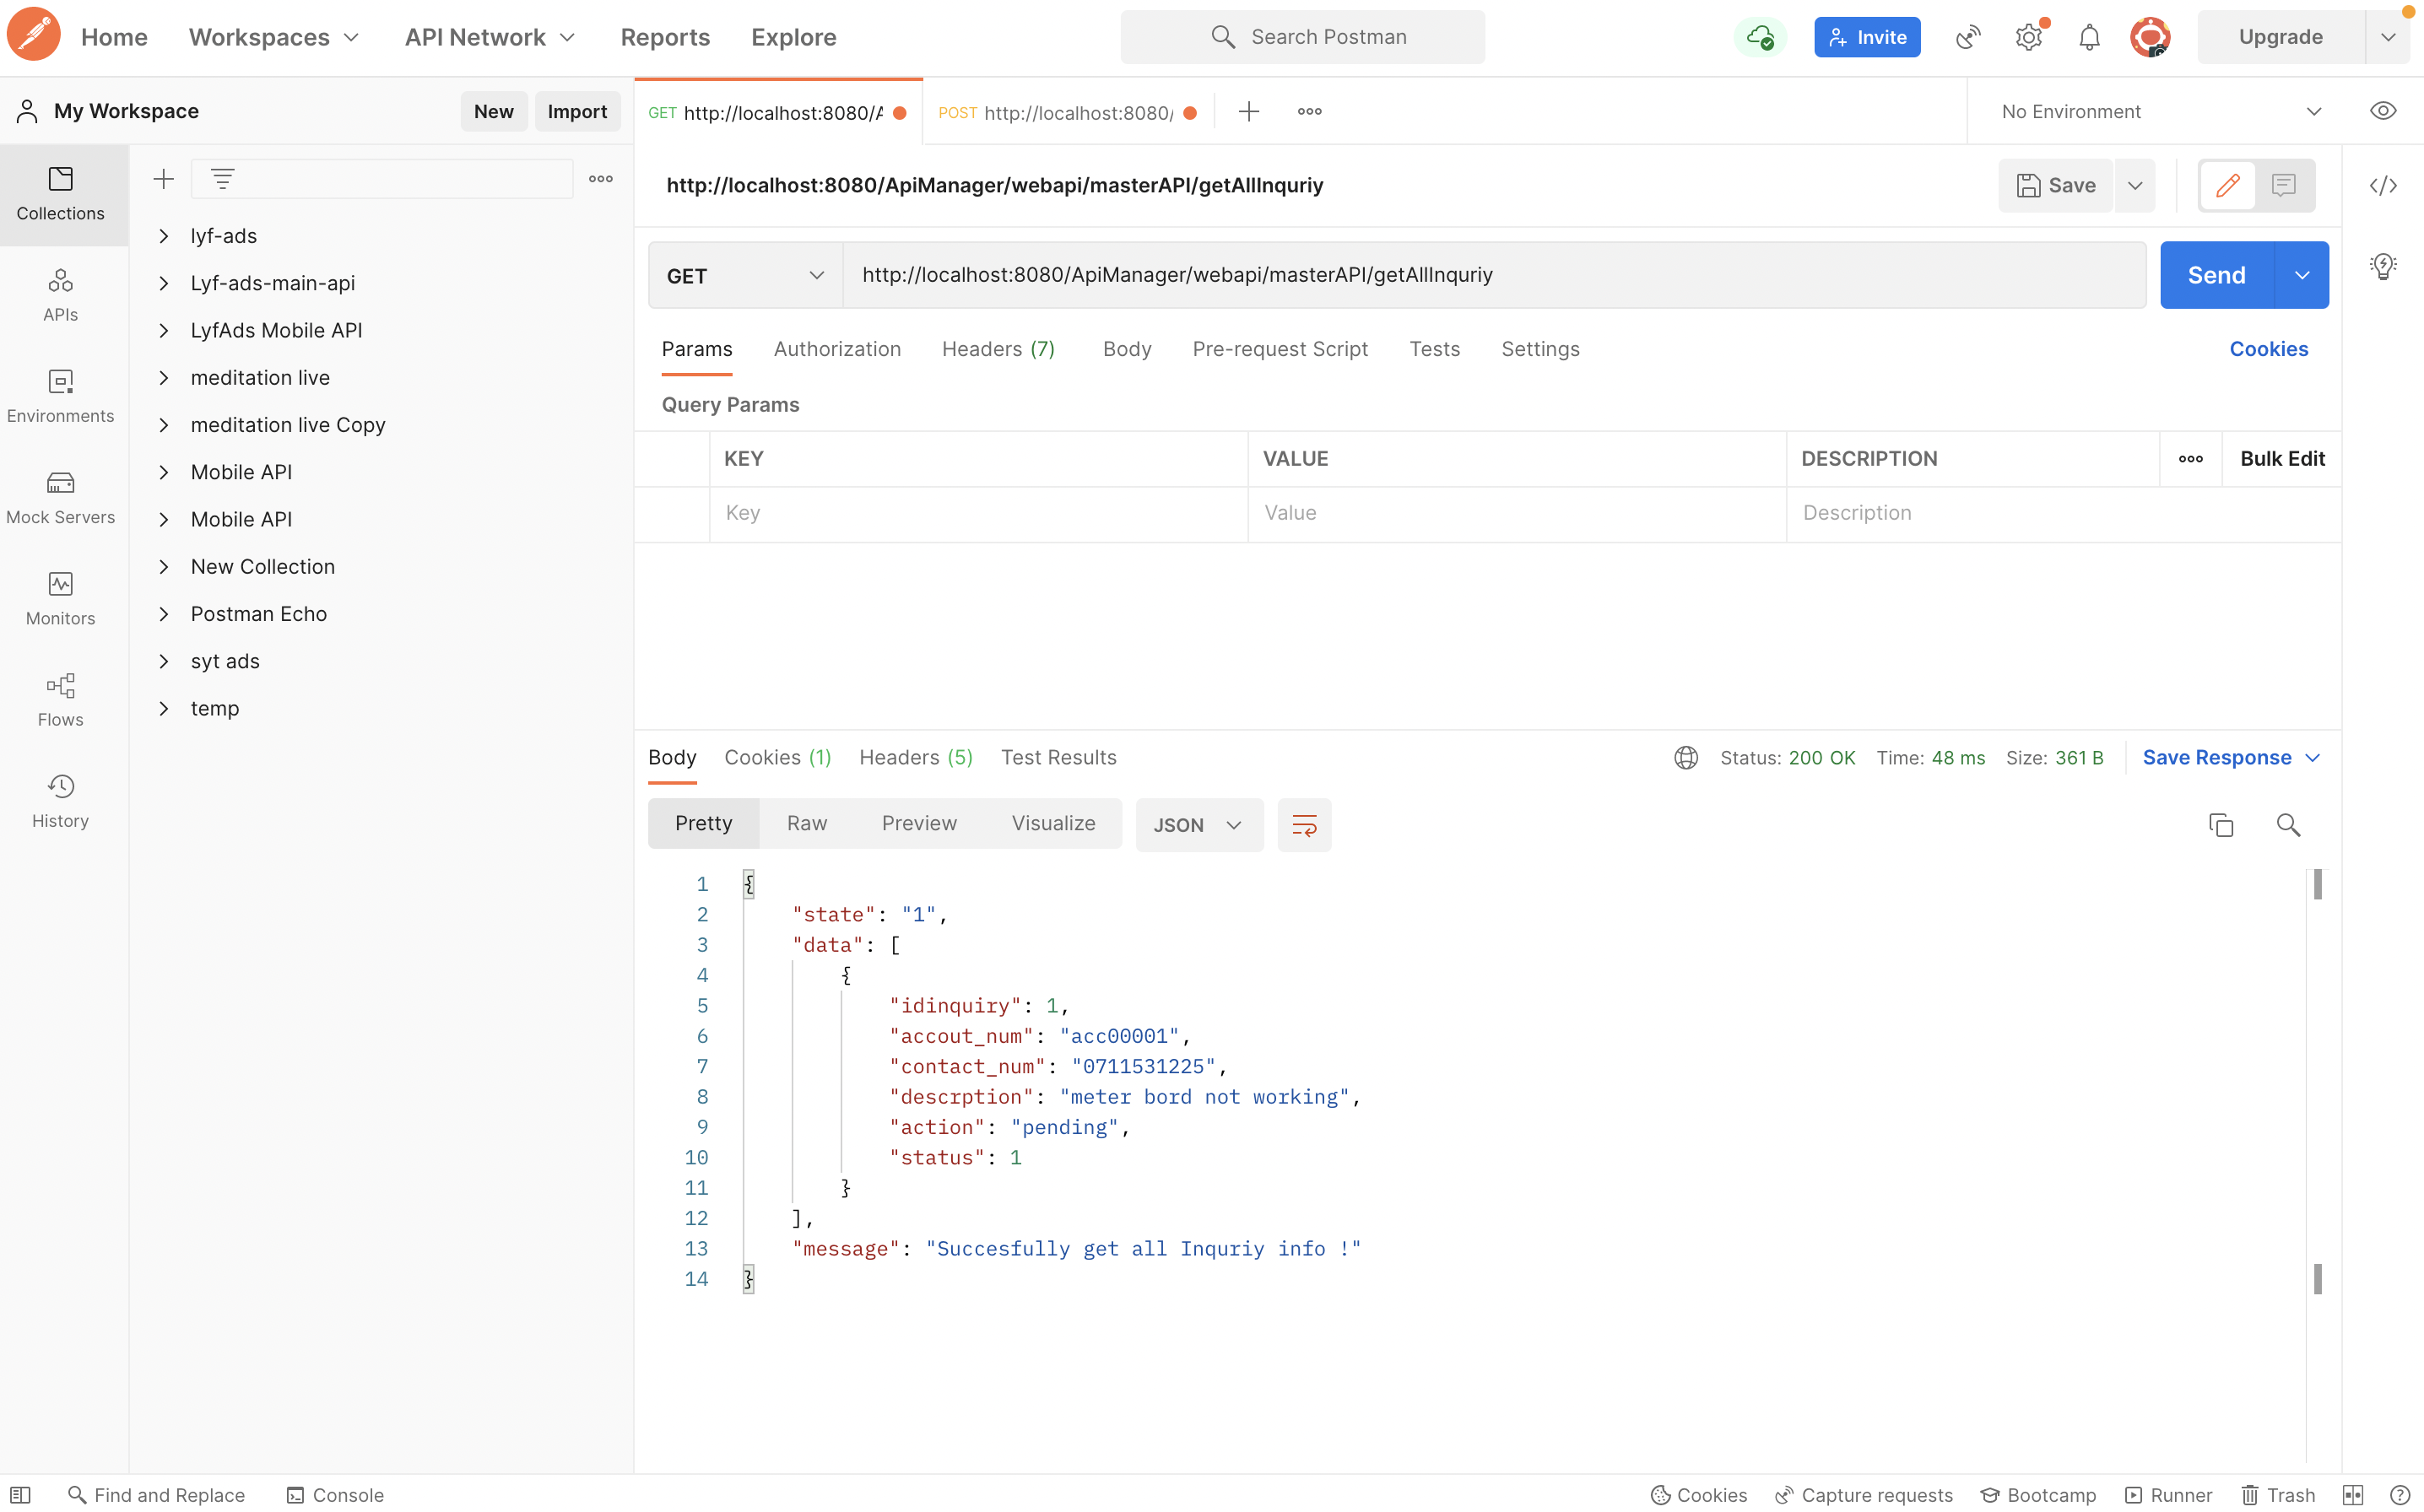 Home Workspaces API Network Reports Explore Search Postman Invite Upgrade
My Workspace New Import
GET http://localhost:8080/A POST http://localhost:8080/ No Environment
Collections
APIs
Environments
Mock Servers
Monitors
Flows
History
lyf-ads
Lyf-ads-main-api
LyfAds Mobile API
meditation live
meditation live Copy
Mobile API
Mobile API
New Collection
Postman Echo
syt ads
temp
http://localhost:8080/ApiManager/webapi/masterAPI/getAllInquriy Save
GET http://localhost:8080/ApiManager/webapi/masterAPI/getAllInquriy Send
Params Authorization Headers (7) Body Pre-request Script Tests Settings Cookies
Query Params
KEY VALUE DESCRIPTION Bulk Edit
Key Value Description
Body Cookies (1) Headers (5) Test Results Status: 200 OK Time: 48 ms Size: 361 B Save Response
Pretty Raw Preview Visualize JSON
1 {
2 "state": "1",
3 "data": [
4 {
5 "idinquiry": 1,
6 "accout_num": "acc00001",
7 "contact_num": "0711531225",
8 "descrption": "meter bord not working",
9 "action": "pending",
10 "status": 1
11 }
12 ],
13 "message": "Succesfully get all Inquriy info !"
14 }
Find and Replace Console Cookies Capture requests Bootcamp Runner Trash